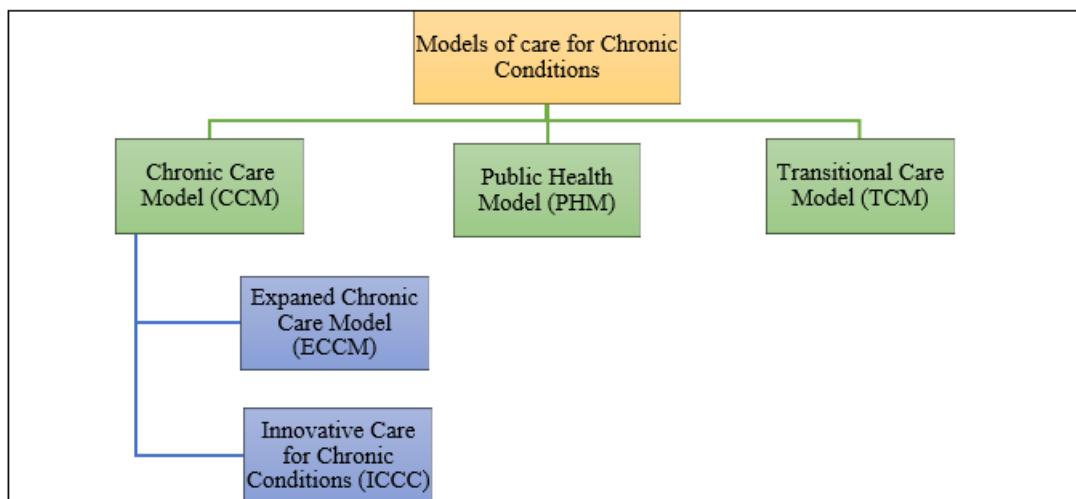 Models of care for Chronic
Conditions
Chronic Care
Model (CCM)
Public Health
Model (PHM)
Transitional Care
Model (TCM)
Expaned Chronic
Care Model
(ECCM)
Innovative Care
for Chronic
Conditions (ICCC)